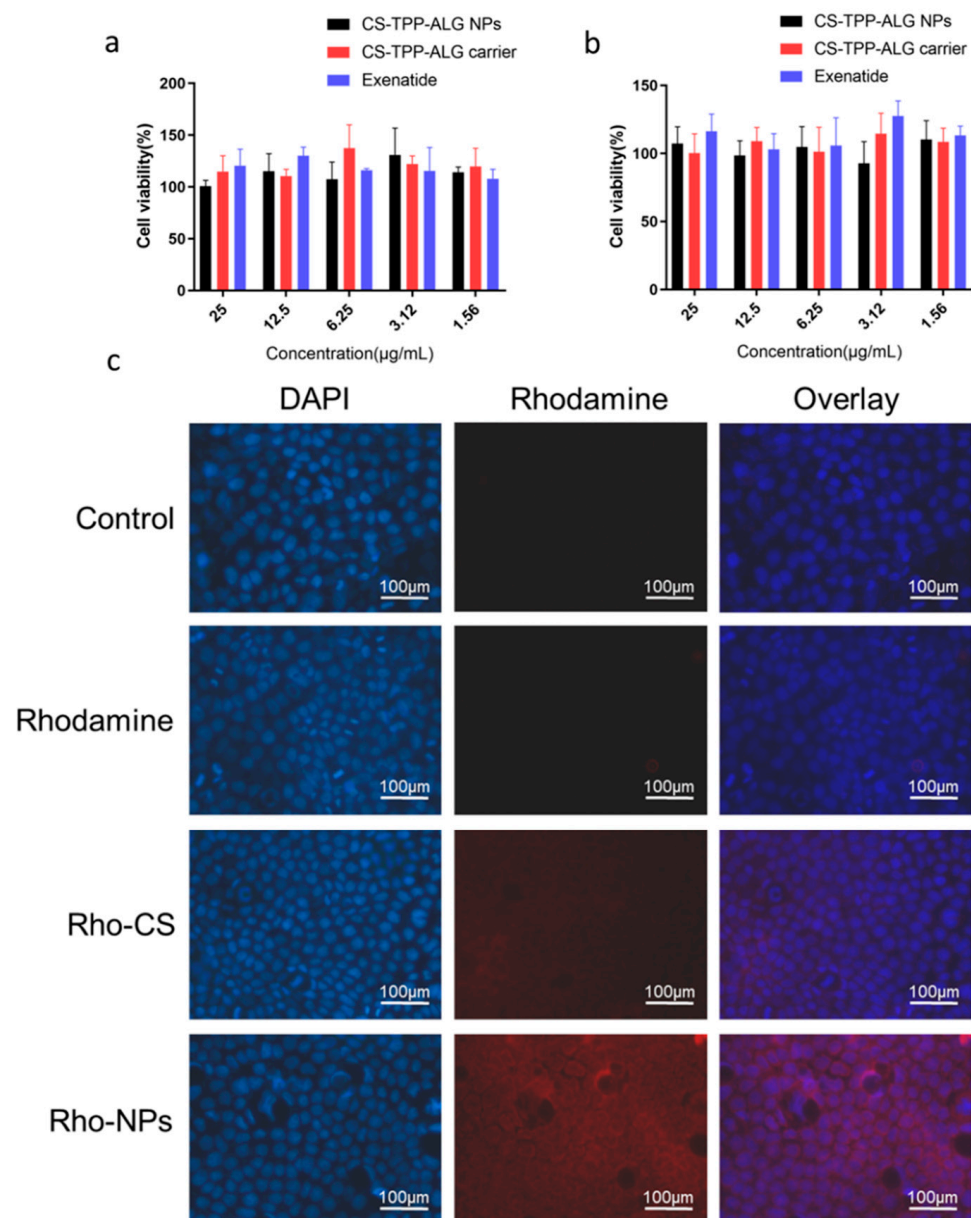 a
CS-TPP-ALG NPs
CS-TPP-ALG carrier
Exenatide
Cell viability(%)
200
150
100
50
0
25
12.5
6.25
3.12
1.56
Concentration(µg/mL)
b
CS-TPP-ALG NPs
CS-TPP-ALG carrier
Exenatide
Cell viability(%)
150
100
50
0
25
12.5
6.25
3.12
1.56
Concentration(µg/mL)
c
DAPI Rhodamine Overlay
Control
100µm 100µm 100µm
Rhodamine
100µm 100µm 100µm
Rho-CS
100µm 100µm 100µm
Rho-NPs
100µm 100µm 100µm